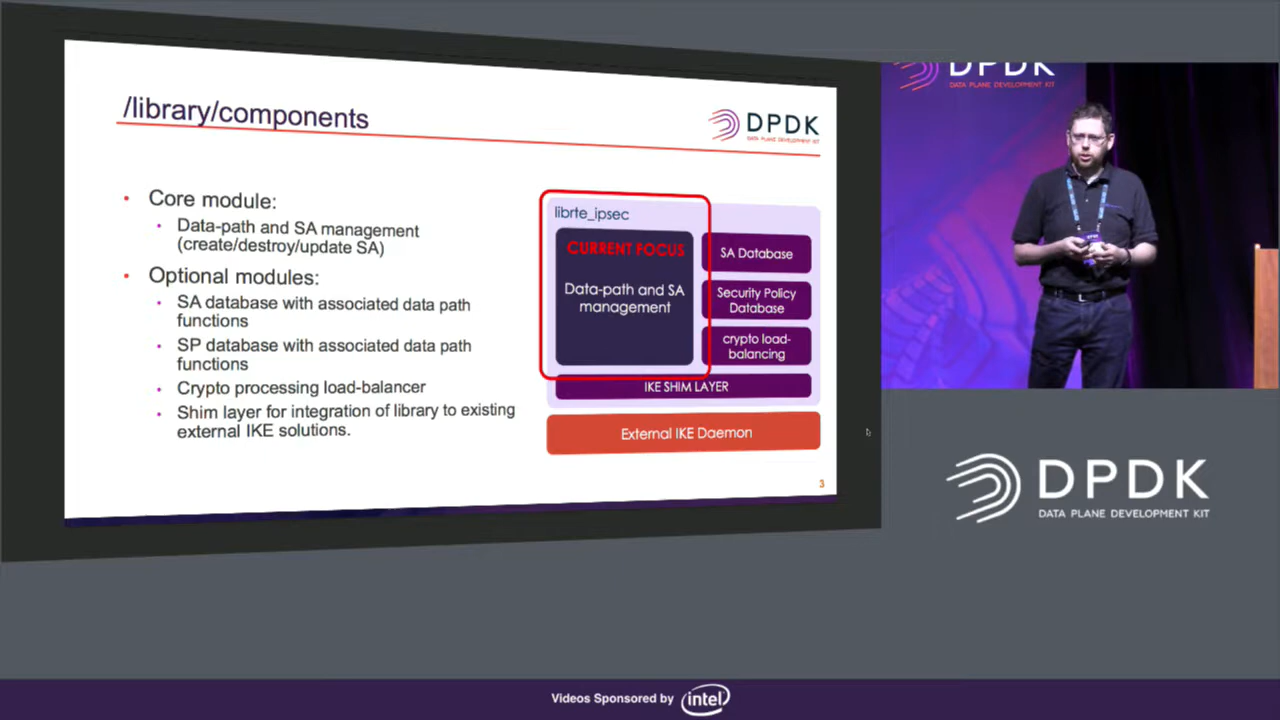 /library/components
DPDK
DATA PLANE DEVELOPMENT KIT
• Core module:
• Data-path and SA management
(create/destroy/update SA)
• Optional modules:
• SA database with associated data path
functions
• SP database with associated data path
functions
• Crypto processing load-balancer
• Shim layer for integration of library to existing
external IKE solutions.
librte_ipsec
CURRENT FOCUS
Data-path and SA
management
SA Database
Security Policy
Database
crypto load-
balancing
IKE SHIM LAYER
External IKE Daemon
3
DPDK
DATA PLANE DEVELOPMENT KIT
DPDK
DATA PLANE DEVELOPMENT KIT
Videos Sponsored by
intel